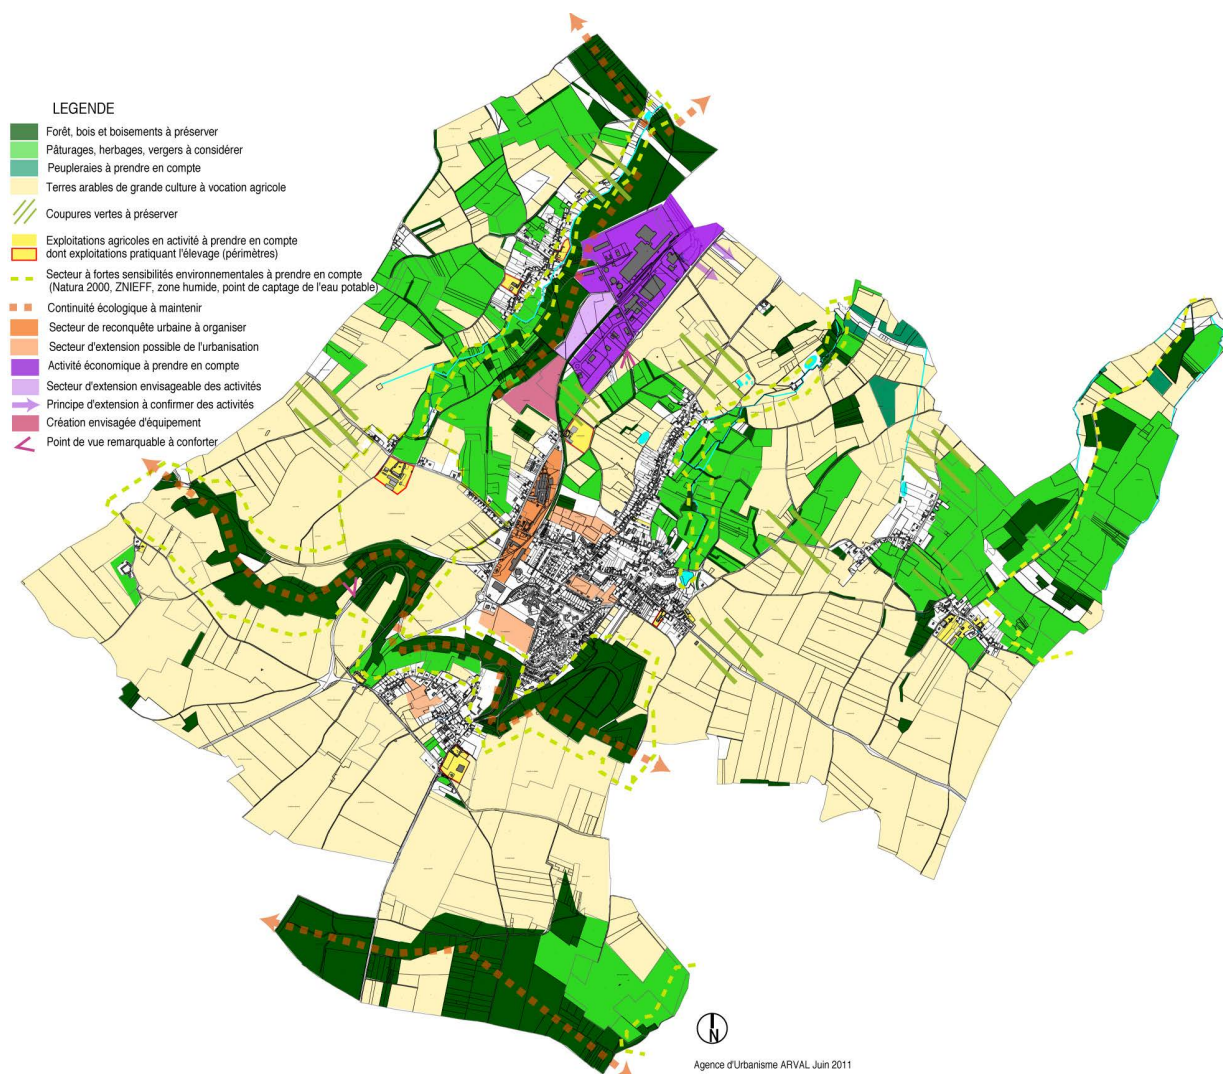 LEGENDE
Forêt, bois et boisements à préserver
Pâturages, herbages, vergers à considérer
Peupleraies à prendre en compte
Terres arables de grande culture à vocation agricole
Coupures vertes à préserver
Exploitations agricoles en activité à prendre en compte
dont exploitations pratiquant l'élevage (périmètres)
Secteur à fortes sensibilités environnementales à prendre en compte
(Natura 2000, ZNIEFF, zone humide, point de captage de l'eau potable)
Continuité écologique à maintenir
Secteur de reconquête urbaine à organiser
Secteur d'extension possible de l'urbanisation
Activité économique à prendre en compte
Secteur d'extension envisageable des activités
Principe d'extension à confirmer des activités
Création envisagée d'équipement
Point de vue remarquable à conforter
N
Agence d'Urbanisme ARVAL Juin 2011